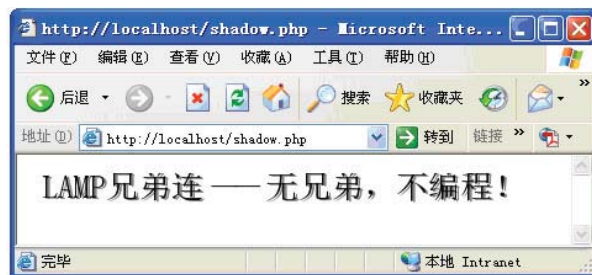 http://localhost/shadow.php - Microsoft Inte...
文件(F) 编辑(E) 查看(V) 收藏(A) 工具(T) 帮助(H)
后退 搜索 收藏夹 »
地址(D) http://localhost/shadow.php 转到 链接 »
LAMP兄弟连——无兄弟，不编程！
完毕 本地 Intranet